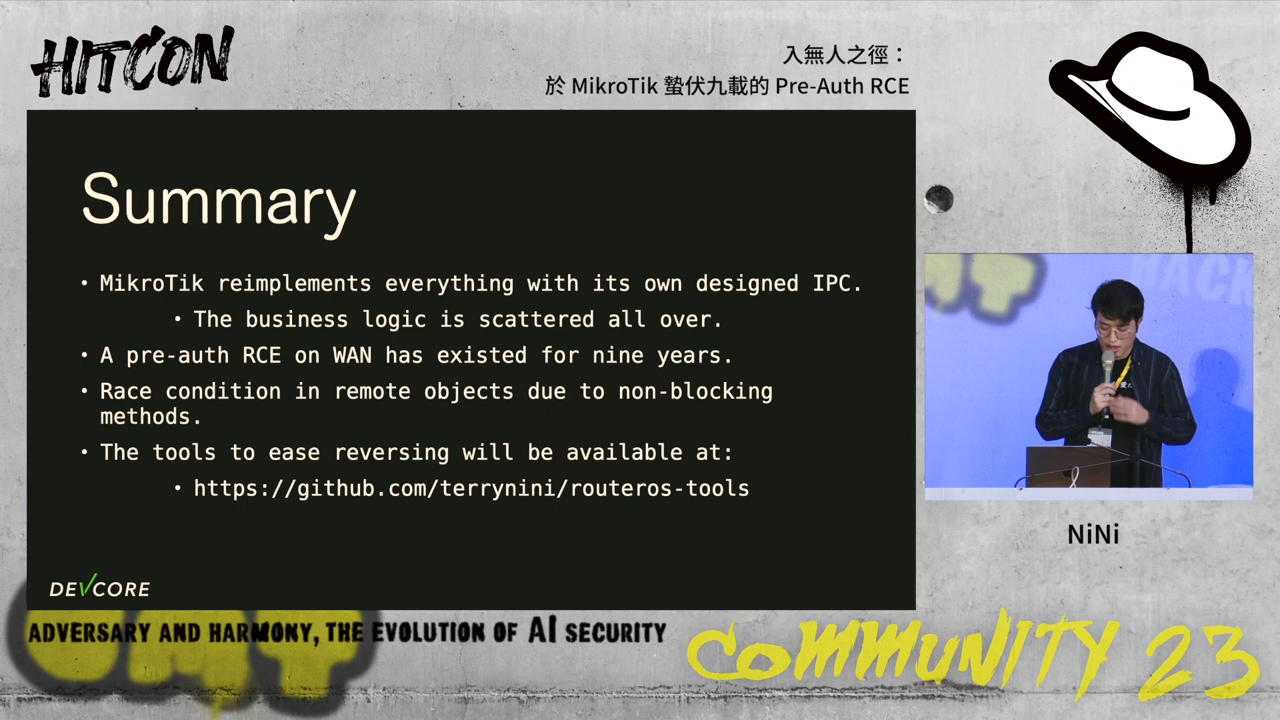 HITCON
入無人之徑：
於 MikroTik 蟄伏九載的 Pre-Auth RCE
Summary
• MikroTik reimplements everything with its own designed IPC.
• The business logic is scattered all over.
• A pre-auth RCE on WAN has existed for nine years.
• Race condition in remote objects due to non-blocking
methods.
• The tools to ease reversing will be available at:
• https://github.com/terrynini/routeros-tools
DEVCORE
HACK
NiNi
ADVERSARY AND HARMONY, THE EVOLUTION OF AI SECURITY
COMMUNITY 23